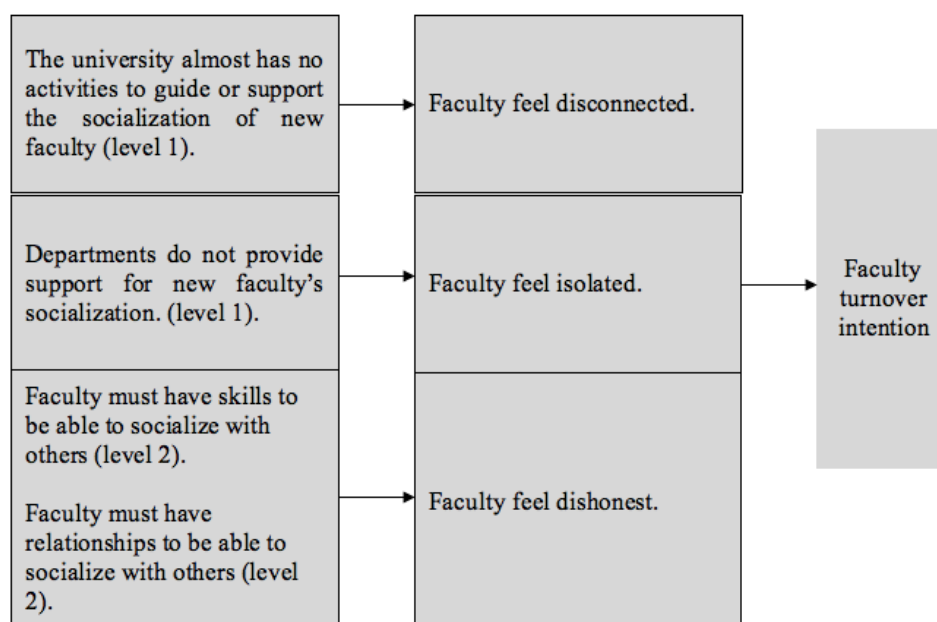 The university almost has no
activities to guide or support
the socialization of new
faculty (level 1).
Faculty feel disconnected.
Departments do not provide
support for new faculty's
socialization. (level 1).
Faculty feel isolated.
Faculty must have skills to
be able to socialize with
others (level 2).
Faculty must have
relationships to be able to
socialize with others (level
2).
Faculty feel dishonest.
Faculty
turnover
intention